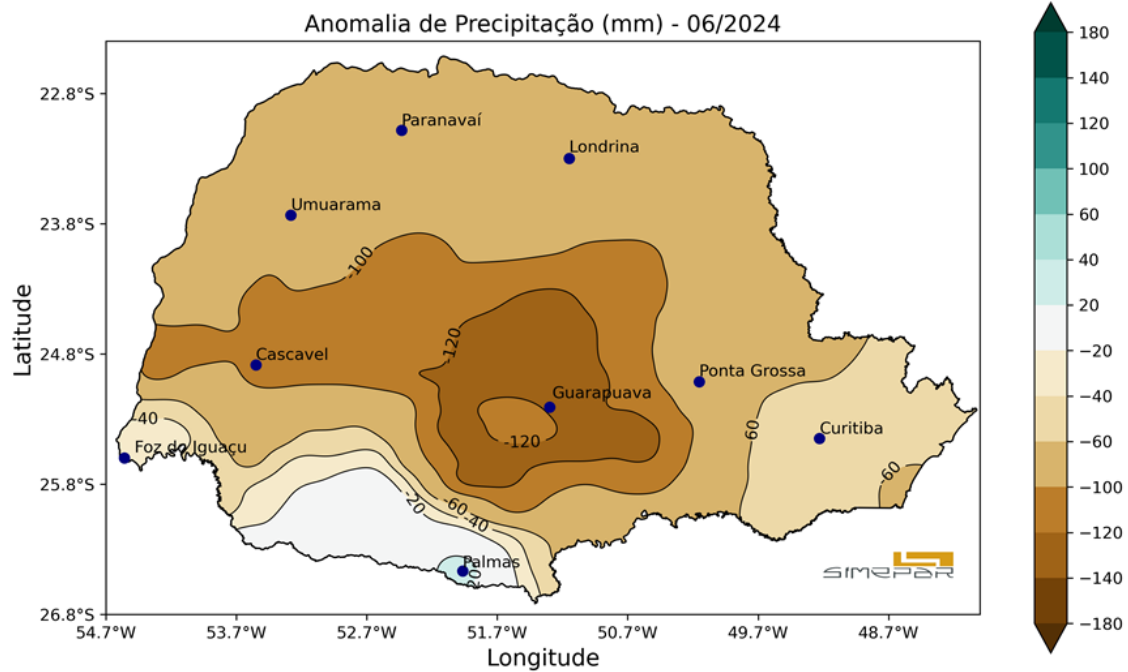 Anomalia de Precipitação (mm) - 06/2024
180
140
100
60
20
−20
−40
−60
−100
−120
−140
−180
Latitude
22.8°S
23.8°S
24.8°S
25.8°S
26.8°S
Paranavaí
Londrina
Umuarama
-100
-120
Cascavel
Ponta Grossa
Guarapuava
-40
60
Curitiba
-120
Foz do Iguaçu
-60
-20
-60
-40
Palmas
20
SIMEPAR
54.7°W
53.7°W
52.7°W
51.7°W
50.7°W
49.7°W
48.7°W
Longitude